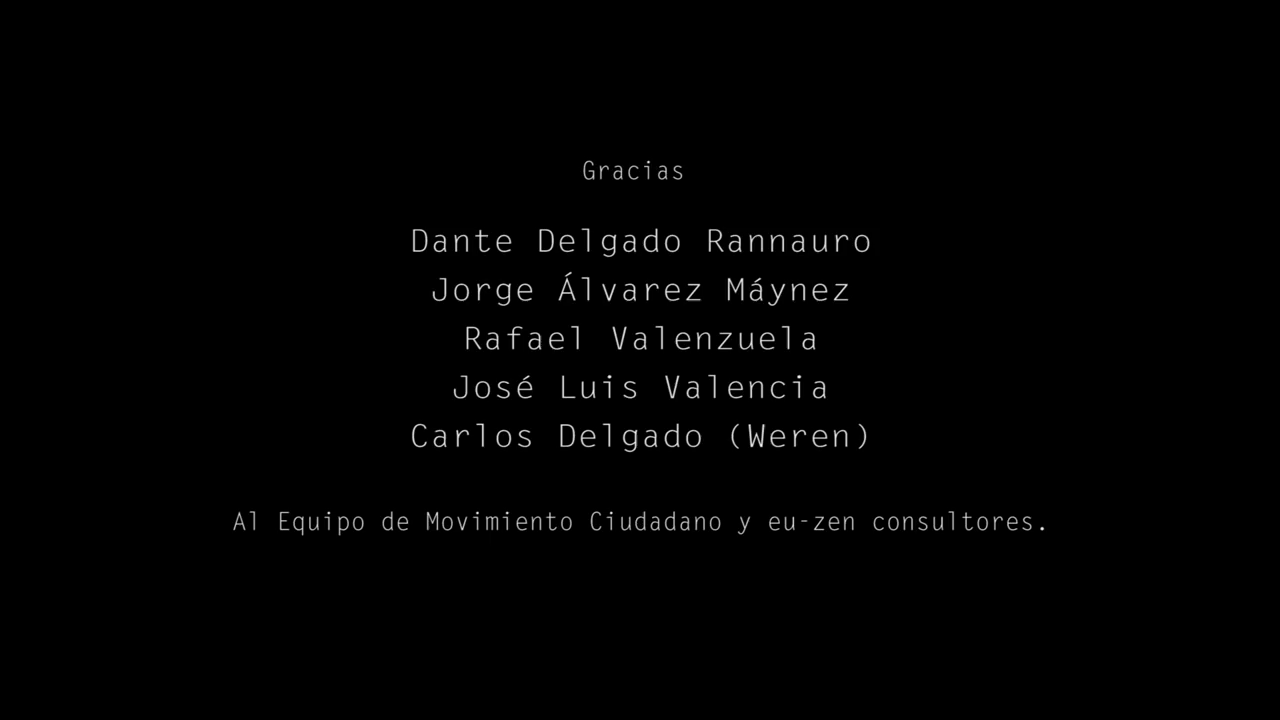 Gracias
Dante Delgado Rannauro
Jorge Álvarez Máynez
Rafael Valenzuela
José Luis Valencia
Carlos Delgado (Weren)
Al Equipo de Movimiento Ciudadano y eu-zen consultores.